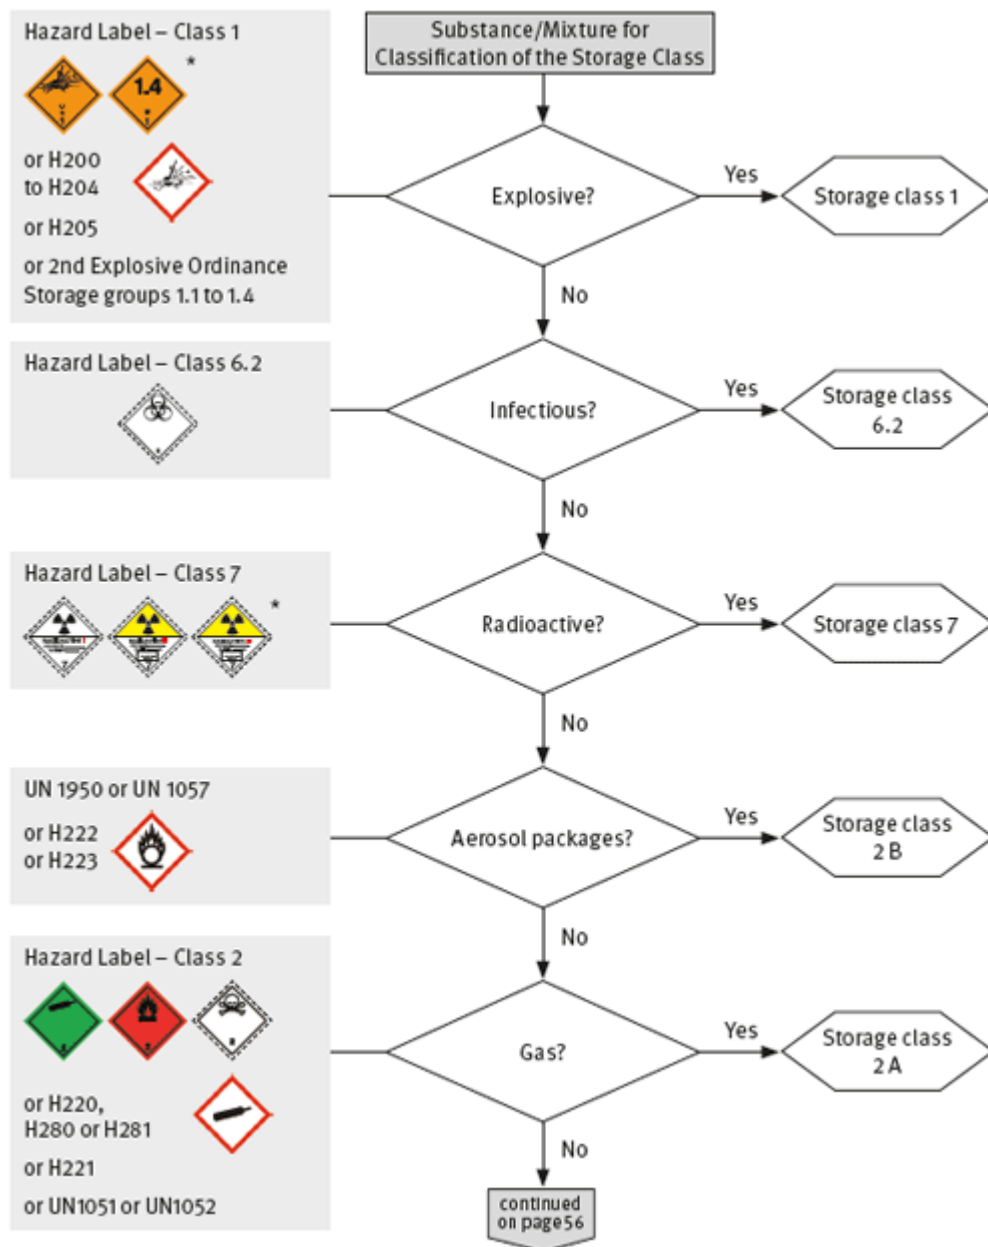 Hazard Label – Class 1
*
1.4
or H200
to H204
or H205
or 2nd Explosive Ordinance
Storage groups 1.1 to 1.4
Substance/Mixture for
Classification of the Storage Class
Explosive?
Yes
Storage class 1
No
Hazard Label – Class 6.2
Infectious?
Yes
Storage class
6.2
No
Hazard Label – Class 7
*
7
Radioactive?
Yes
Storage class 7
No
UN 1950 or UN 1057
or H222
or H223
Aerosol packages?
Yes
Storage class
2 B
No
Hazard Label – Class 2
or H220,
H280 or H281
or H221
or UN1051 or UN1052
Gas?
Yes
Storage class
2 A
No
continued
on page 56